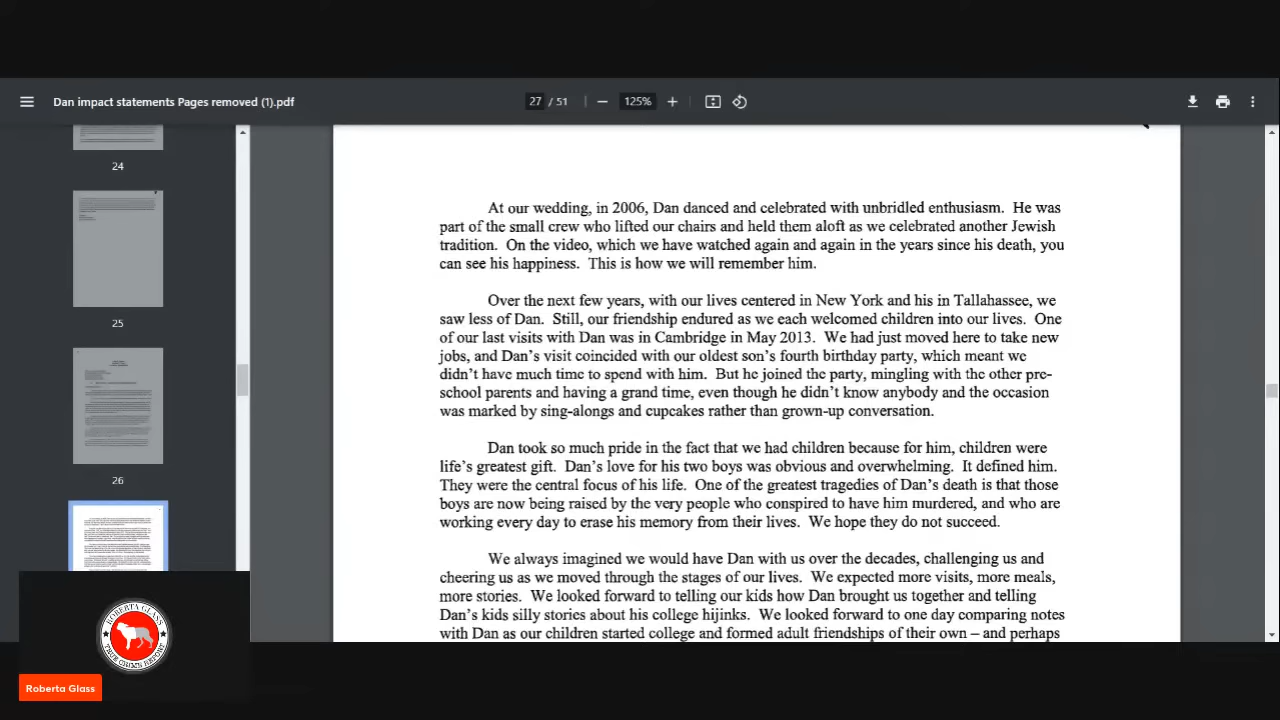 Dan impact statements Pages removed (1).pdf
27 / 51
125%
24
25
26
At our wedding, in 2006, Dan danced and celebrated with unbridled enthusiasm. He was
part of the small crew who lifted our chairs and held them aloft as we celebrated another Jewish
tradition. On the video, which we have watched again and again in the years since his death, you
can see his happiness. This is how we will remember him.
Over the next few years, with our lives centered in New York and his in Tallahassee, we
saw less of Dan. Still, our friendship endured as we each welcomed children into our lives. One
of our last visits with Dan was in Cambridge in May 2013. We had just moved here to take new
jobs, and Dan's visit coincided with our oldest son's fourth birthday party, which meant we
didn't have much time to spend with him. But he joined the party, mingling with the other pre-
school parents and having a grand time, even though he didn't know anybody and the occasion
was marked by sing-alongs and cupcakes rather than grown-up conversation.
Dan took so much pride in the fact that we had children because for him, children were
life's greatest gift. Dan's love for his two boys was obvious and overwhelming. It defined him.
They were the central focus of his life. One of the greatest tragedies of Dan's death is that those
boys are now being raised by the very people who conspired to have him murdered, and who are
working every day to erase his memory from their lives. We hope they do not succeed.
We always imagined we would have Dan with us over the decades, challenging us and
cheering us as we moved through the stages of our lives. We expected more visits, more meals,
more stories. We looked forward to telling our kids how Dan brought us together and telling
Dan's kids silly stories about his college hijinks. We looked forward to one day comparing notes
with Dan as our children started college and formed adult friendships of their own – and perhaps
ROBERTA GLASS
TRUE CRIME REPORT
Roberta Glass